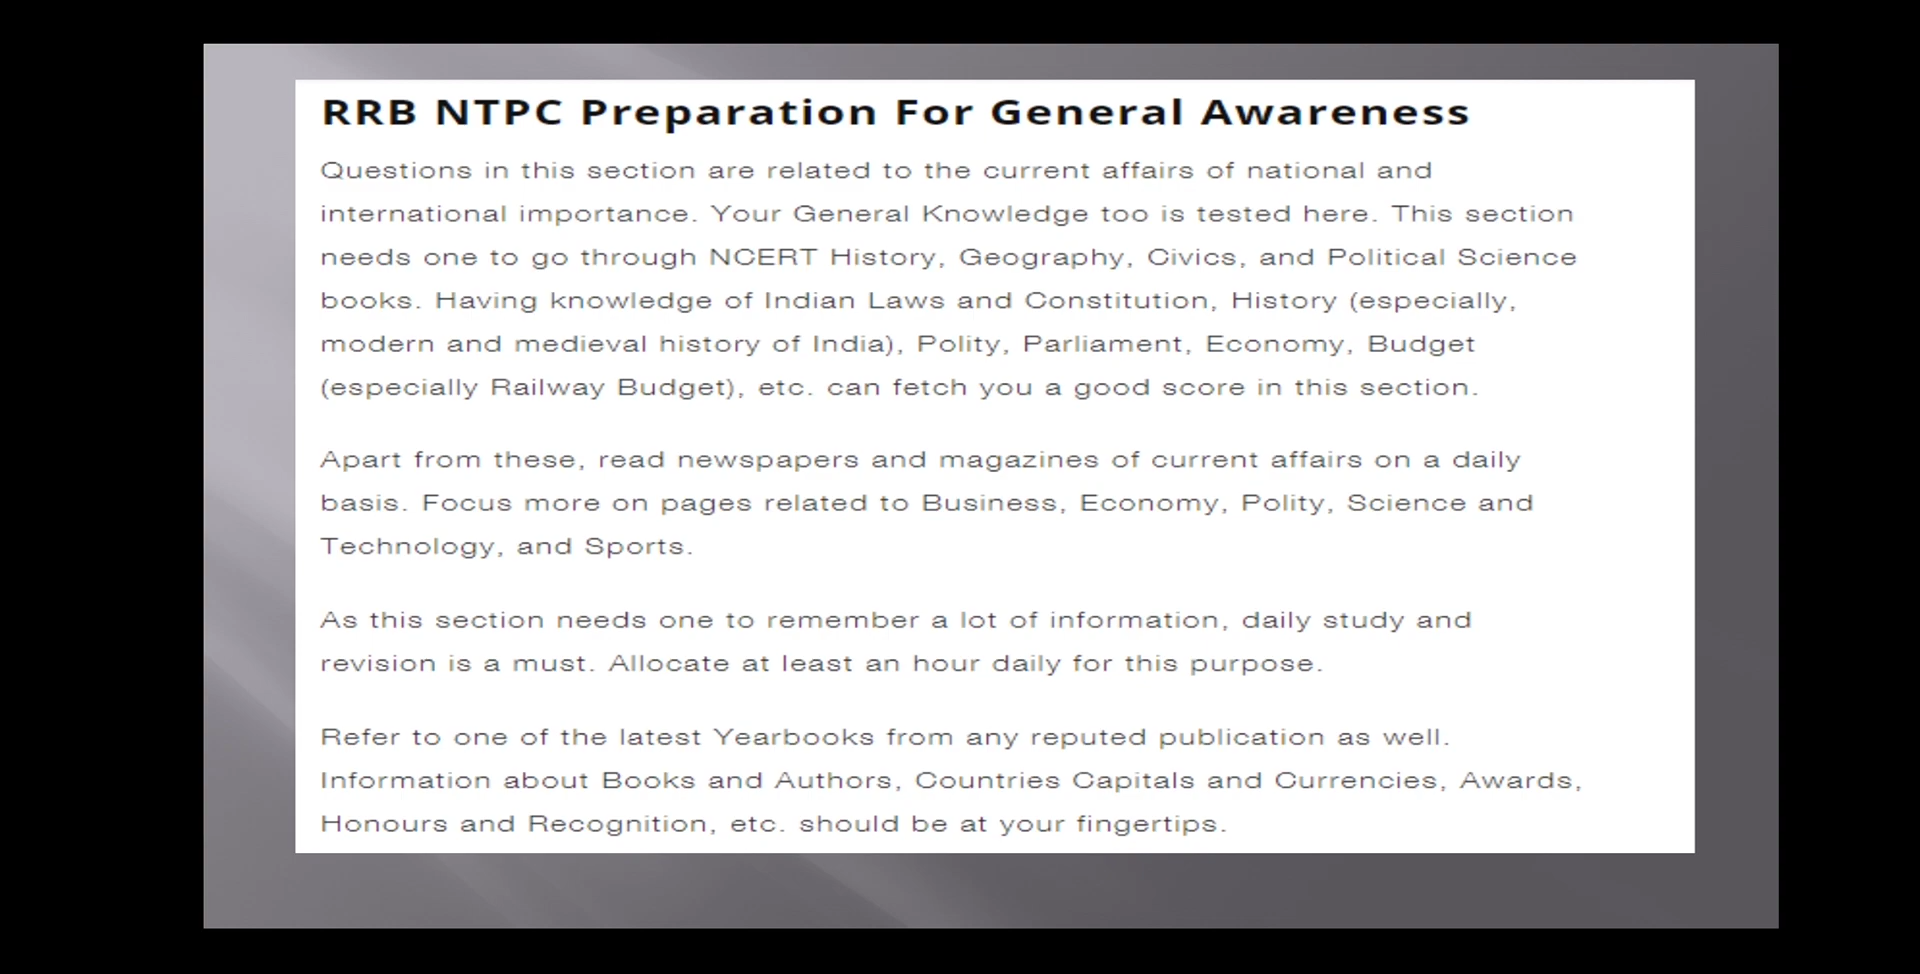 RRB NTPC Preparation For General Awareness
Questions in this section are related to the current affairs of national and
international importance. Your General Knowledge too is tested here. This section
needs one to go through NCERT History, Geography, Civics, and Political Science
books. Having knowledge of Indian Laws and Constitution, History (especially,
modern and medieval history of India), Polity, Parliament, Economy, Budget
(especially Railway Budget), etc. can fetch you a good score in this section.
Apart from these, read newspapers and magazines of current affairs on a daily
basis. Focus more on pages related to Business, Economy, Polity, Science and
Technology, and Sports.
As this section needs one to remember a lot of information, daily study and
revision is a must. Allocate at least an hour daily for this purpose.
Refer to one of the latest Yearbooks from any reputed publication as well.
Information about Books and Authors, Countries Capitals and Currencies, Awards,
Honours and Recognition, etc. should be at your fingertips.